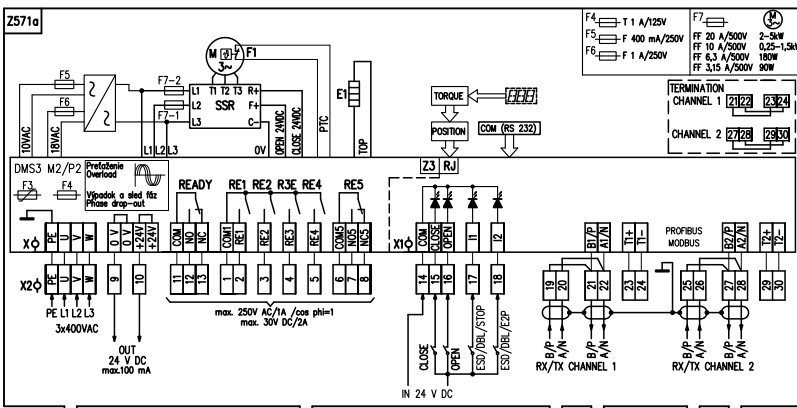 Z571a
F4 T 1 A/125V
F5 F 400 mA/250V
F6 F 1 A/250V
F7 M 3~
FF 20 A/500V 2-5kW
FF 10 A/500V 0,25-1,5kW
FF 6,3 A/500V 180W
FF 3,15 A/500V 90W
TERMINATION
CHANNEL 1 21 22 23 24
CHANNEL 2 27 28 29 30
M 3~ F1
F5
F6
F7-2
F7-1
T1 T2 T3
L1 R+
L2 SSR F+
L3 C-
10VAC
18VAC
L1 L2 L3
0V
OPEN 24VDC
CLOSE 24VDC
PTC
E1
TOP
TORQUE
POSITION
COM (RS 232)
Z3 RJ
DMS3 M2/P2
F3 F4
Preťaženie
Overload
Výpadok a sled fáz
Phase drop-out
READY RE1 RE2 R3E RE4 RE5
X
PE U V W
0 V 0 V
+24V +24V
COM NO NC
COM1 RE1 RE2 RE3 RE4
COM5 NO5 NC5
X1
COM CLOSE OPEN I1 I2
B1/P A1/N T1+ T1-
PROFIBUS
MODBUS
B2/P A2/N T2+ T2-
X2
PE U V W
9 10 11 12 13 1 2 3 4 5 6 7 8
14 15 16 17 18
19 20 21 22 23 24
25 26 27 28 29 30
PE L1 L2 L3
3x400VAC
OUT
24 V DC
max.100 mA
max. 250V AC/1A /cos phi=1
max. 30V DC/2A
CLOSE
OPEN
ESD/DBL/STOP
ESD/DBL/E2P
IN 24 V DC
B/P A/N B/P A/N
RX/TX CHANNEL 1
B/P A/N B/P A/N
RX/TX CHANNEL 2